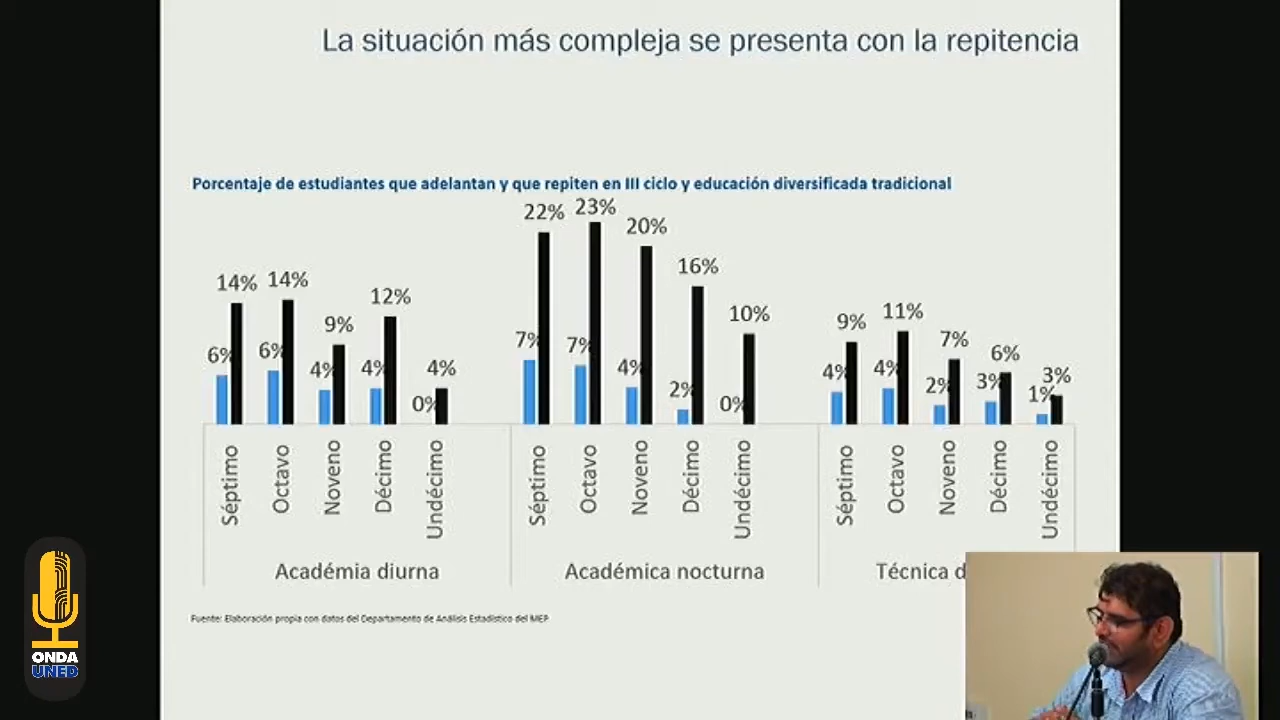 La situación más compleja se presenta con la repitencia
Porcentaje de estudiantes que adelantan y que repiten en III ciclo y educación diversificada tradicional
6% 14% 6% 14% 4% 9% 4% 12% 0% 4%
7% 22% 7% 23% 4% 20% 2% 16% 0% 10%
4% 9% 4% 11% 2% 7% 3% 6% 1% 3%
Séptimo Octavo Noveno Décimo Undécimo
Séptimo Octavo Noveno Décimo Undécimo
Séptimo Octavo Noveno Décimo Undécimo
Académia diurna
Académica nocturna
Técnica d
Fuente: Elaboración propia con datos del Departamento de Análisis Estadístico del MEP
ONDA
UNED